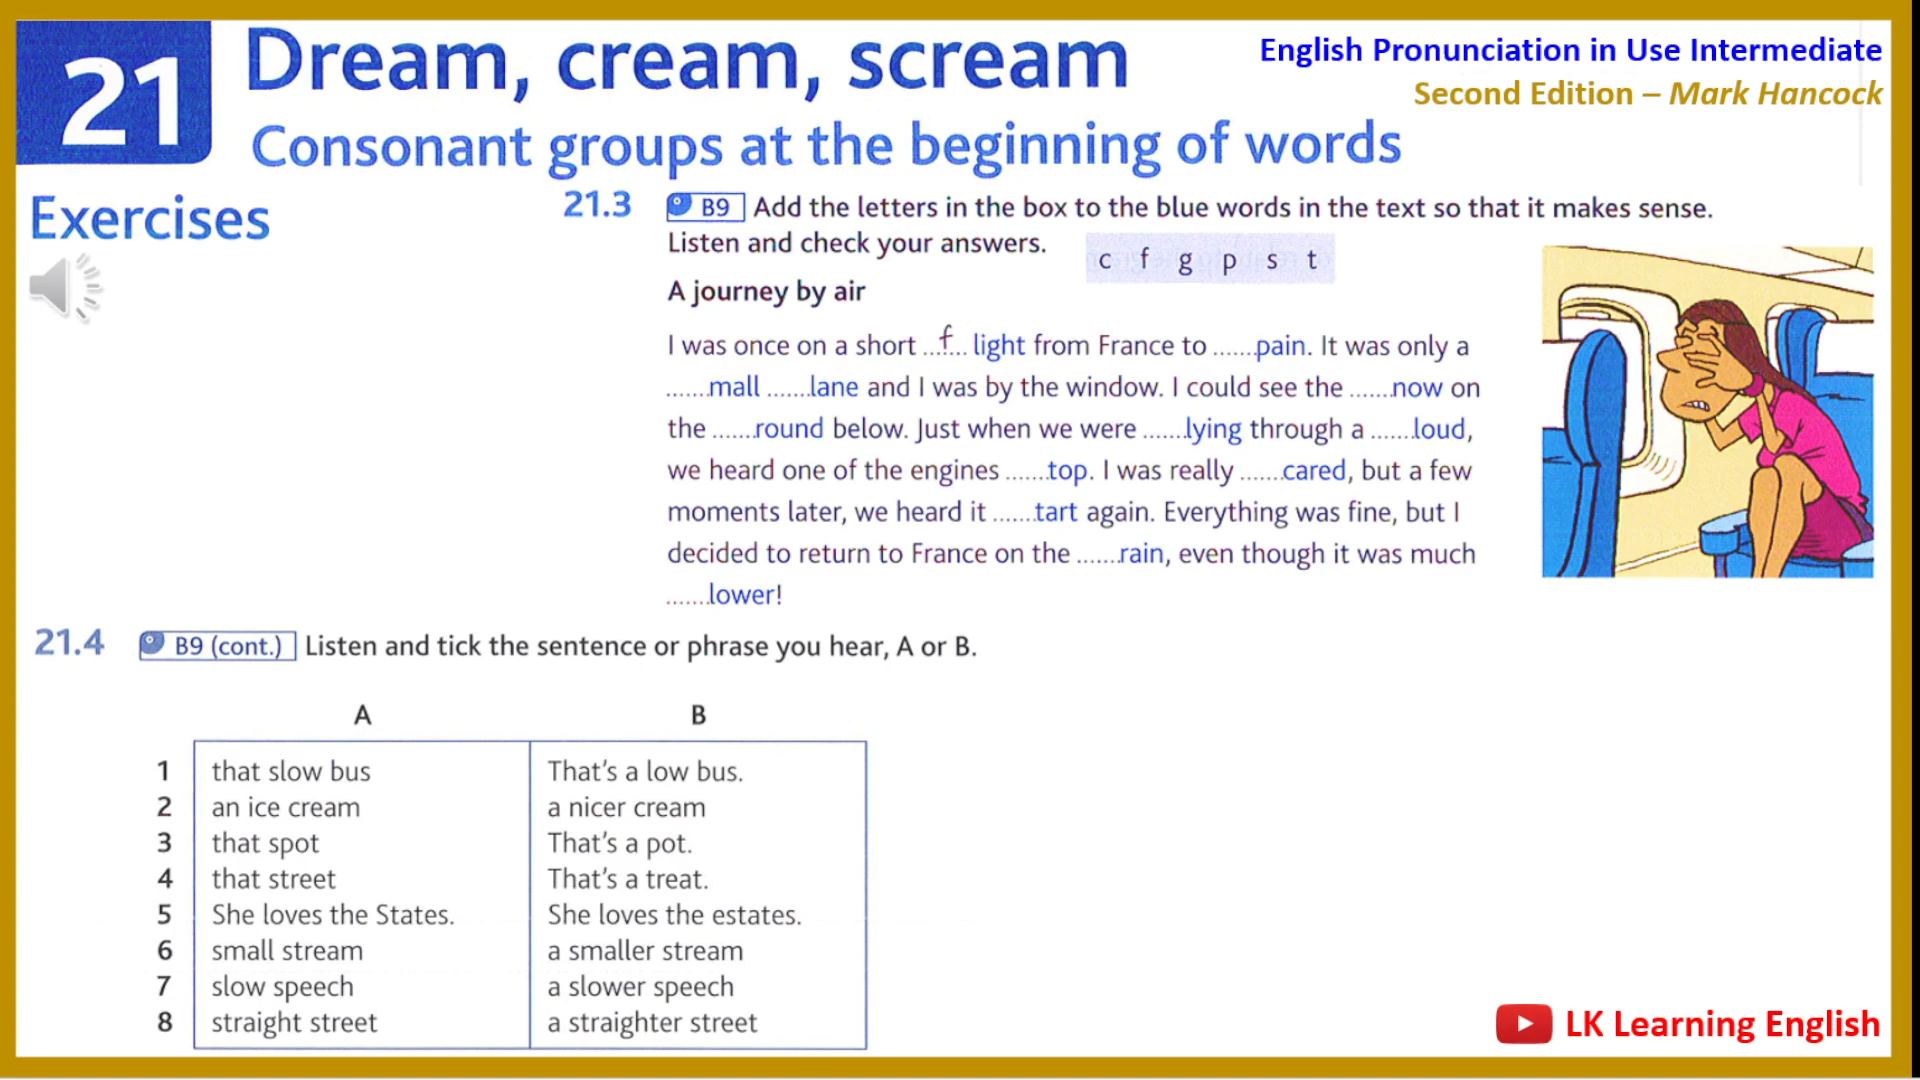 21
Dream, cream, scream
Consonant groups at the beginning of words
English Pronunciation in Use Intermediate
Second Edition – Mark Hancock
Exercises
21.3 B9 Add the letters in the box to the blue words in the text so that it makes sense.
Listen and check your answers.
c f g p s t
A journey by air
I was once on a short ...f... light from France to .......pain. It was only a
.......mall .......lane and I was by the window. I could see the .......now on
the .......round below. Just when we were .......lying through a .......loud,
we heard one of the engines .......top. I was really .......cared, but a few
moments later, we heard it .......tart again. Everything was fine, but I
decided to return to France on the .......rain, even though it was much
.......lower!
21.4 B9 (cont.) Listen and tick the sentence or phrase you hear, A or B.
A B
1 that slow bus That's a low bus.
2 an ice cream a nicer cream
3 that spot That's a pot.
4 that street That's a treat.
5 She loves the States. She loves the estates.
6 small stream a smaller stream
7 slow speech a slower speech
8 straight street a straighter street
LK Learning English